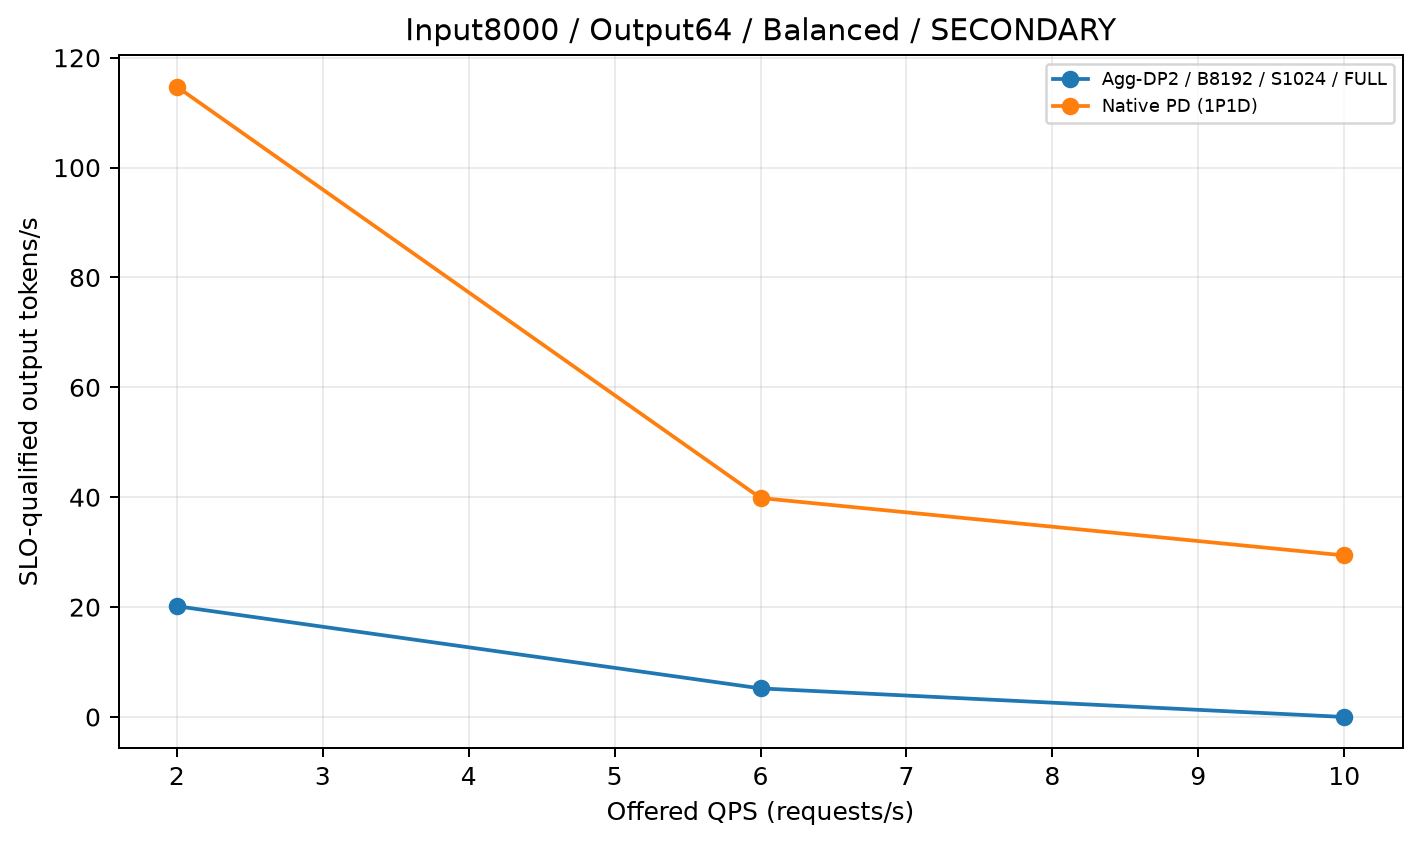 Input8000 / Output64 / Balanced / SECONDARY
Agg-DP2 / B8192 / S1024 / FULL
Native PD (1P1D)
SLO-qualified output tokens/s
120
100
80
60
40
20
0
2 3 4 5 6 7 8 9 10
Offered QPS (requests/s)